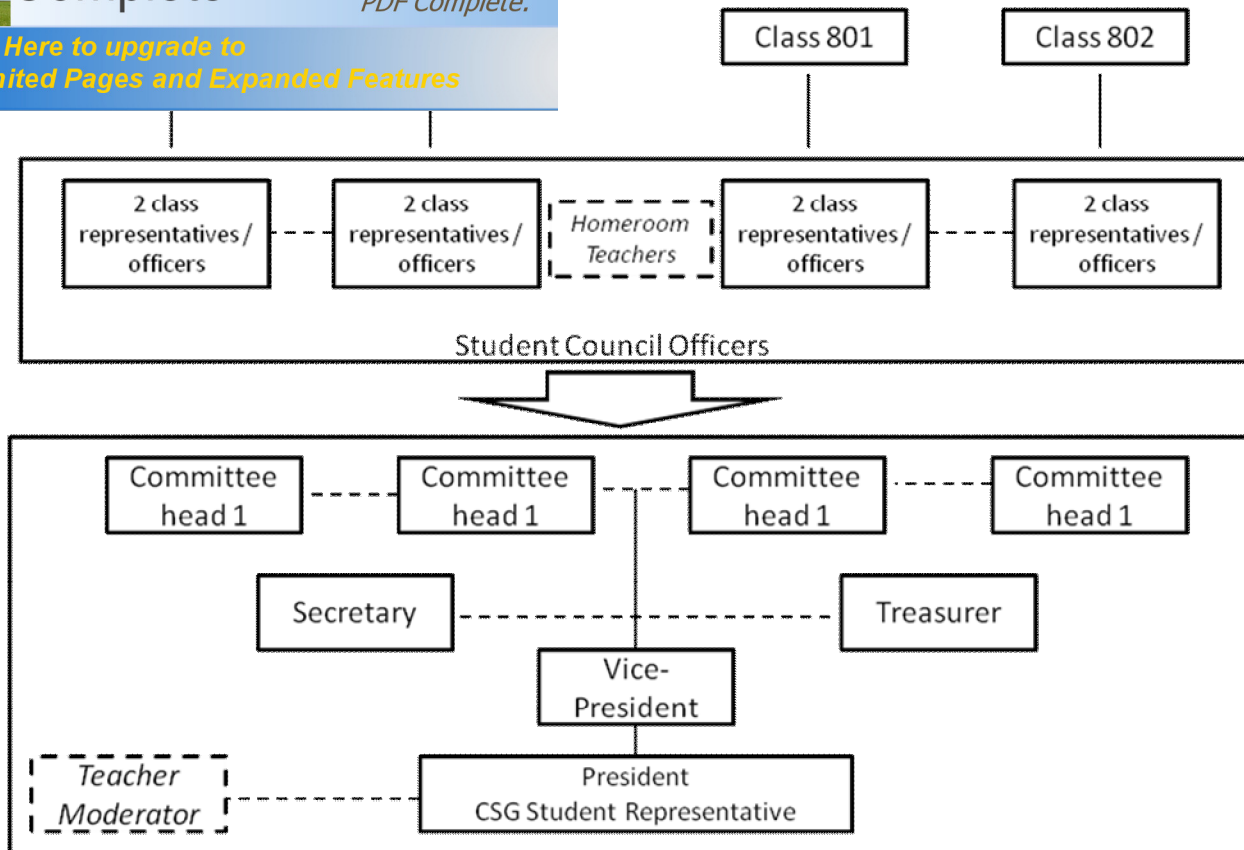 PDF Complete.
Here to upgrade to
Pages and Expanded Features
Class 801
Class 802
2 class
representatives/
officers
2 class
representatives/
officers
Homeroom
Teachers
2 class
representatives/
officers
2 class
representatives/
officers
Student Council Officers
Committee
head 1
Committee
head 1
Committee
head 1
Committee
head 1
Secretary
Treasurer
Vice-
President
President
CSG Student Representative
Teacher
Moderator